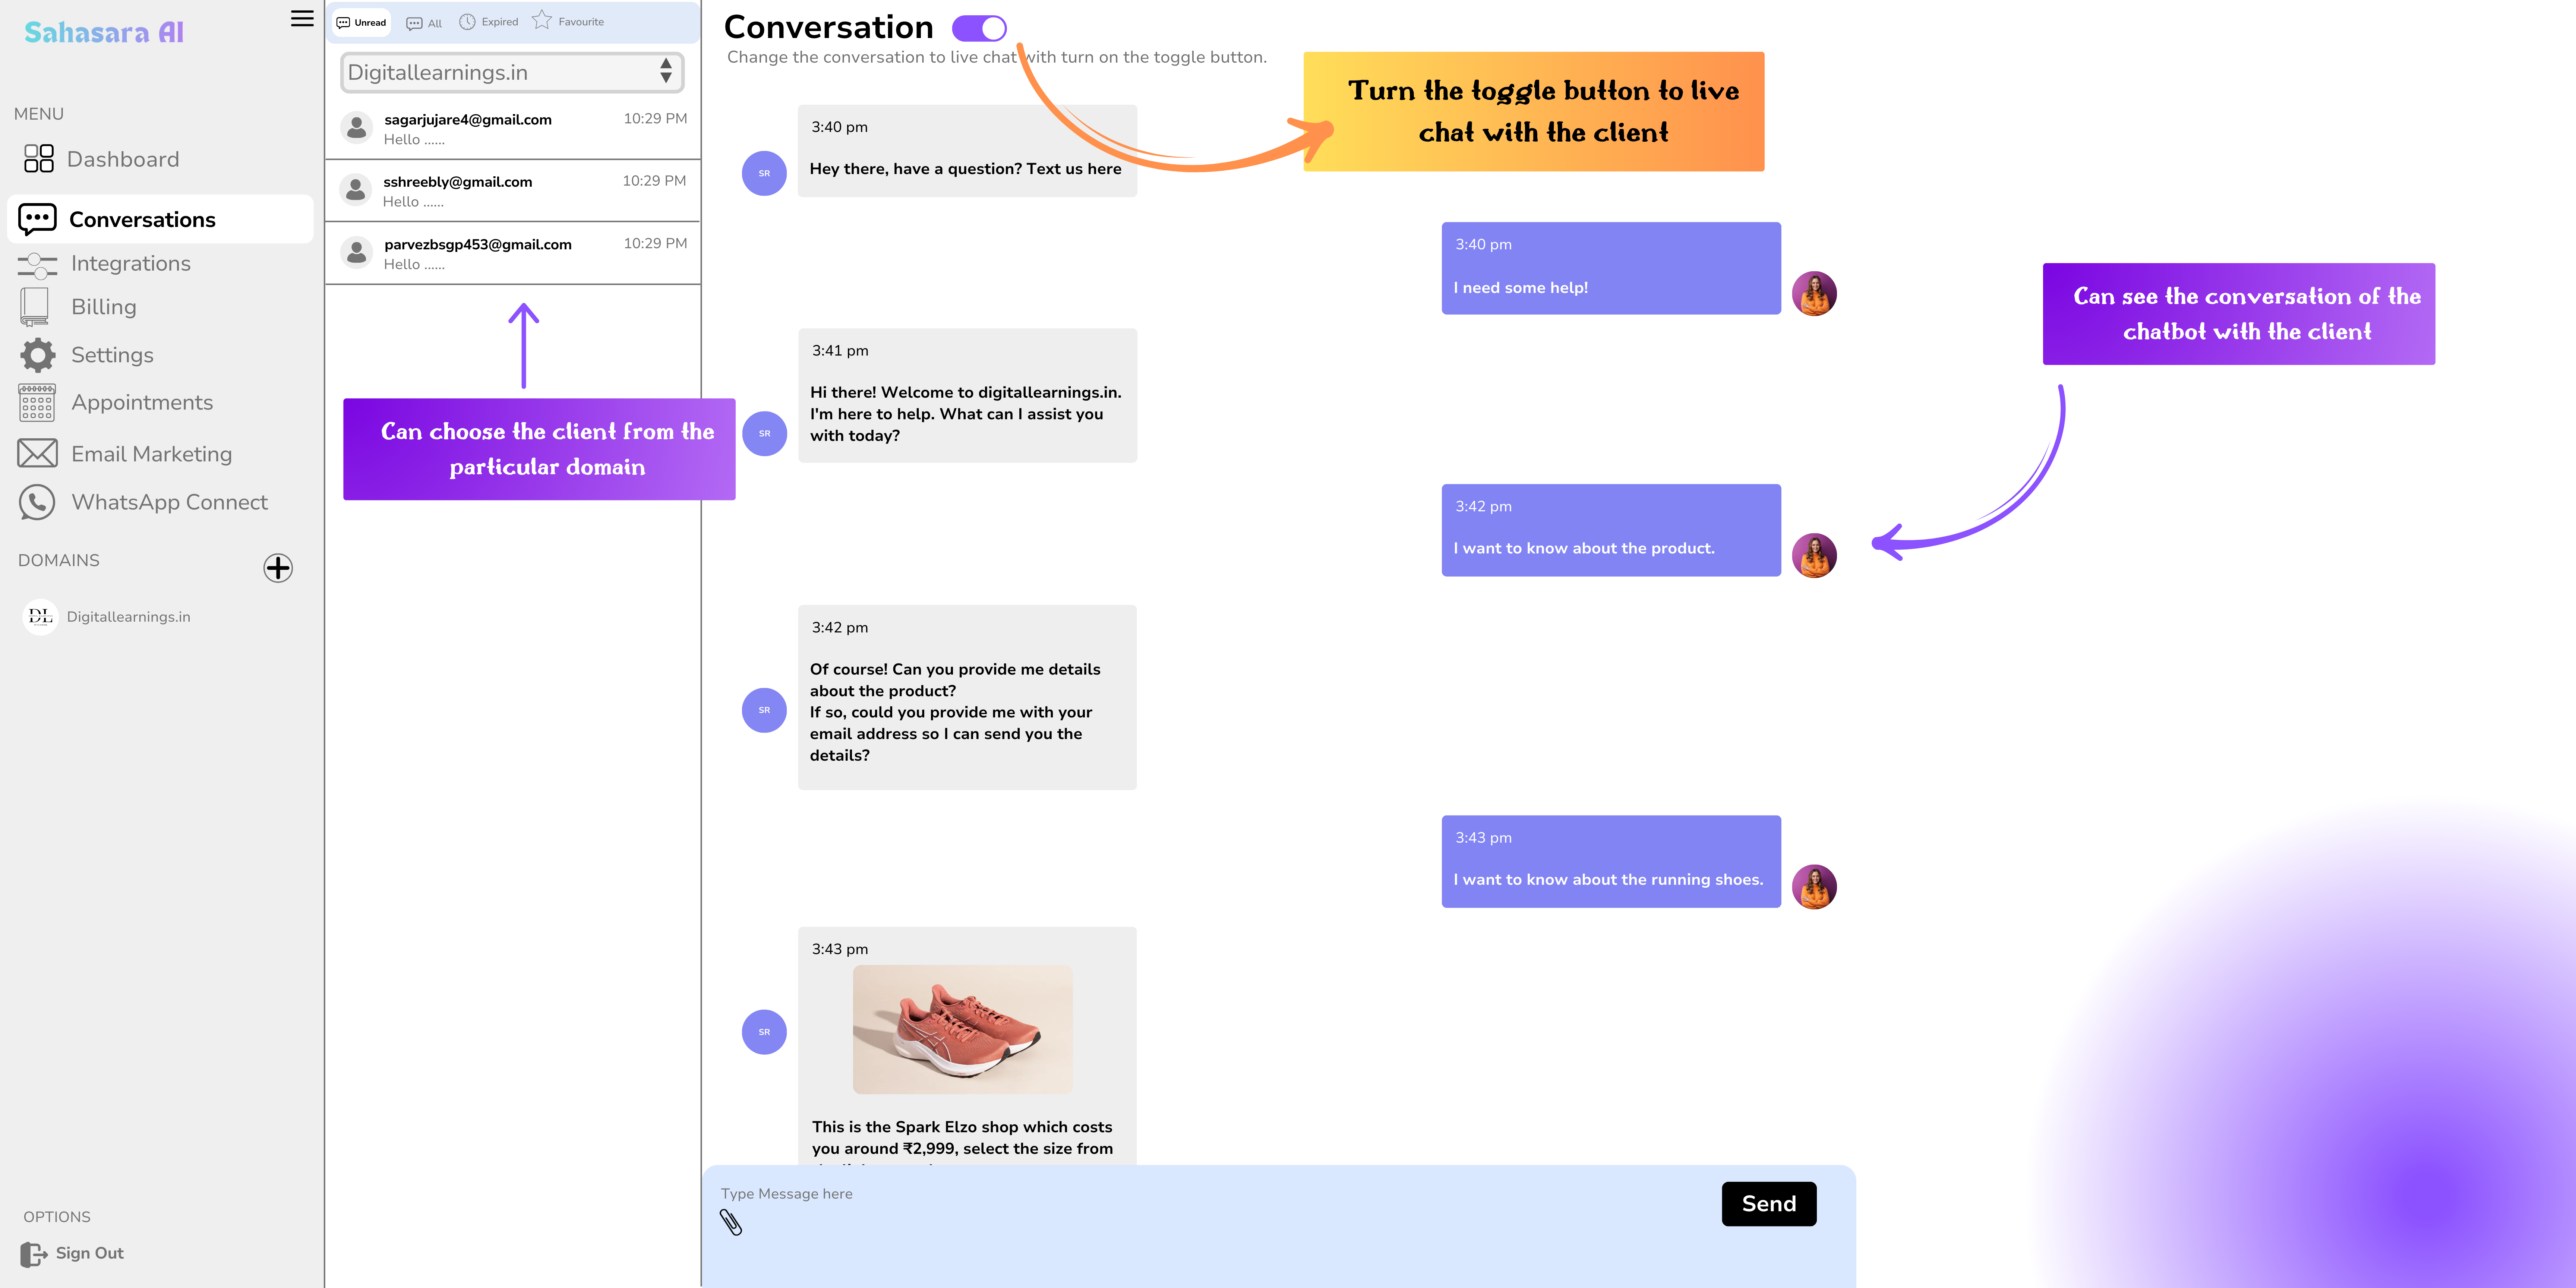 Sahasara AI
MENU
Dashboard
Conversations
Integrations
Billing
Settings
Appointments
Email Marketing
WhatsApp Connect
DOMAINS
DL
Digitallearnings.in
OPTIONS
Sign Out
Unread
All
Expired
Favourite
Digitallearnings.in
sagarjujare4@gmail.com
10:29 PM
Hello ......
sshreebly@gmail.com
10:29 PM
Hello ......
parvezbsgp453@gmail.com
10:29 PM
Hello ......
Can choose the client from the
particular domain
Conversation
Change the conversation to live chat with turn on the toggle button.
Turn the toggle button to live
chat with the client
3:40 pm
SR
Hey there, have a question? Text us here
3:40 pm
I need some help!
Can see the conversation of the
chatbot with the client
3:41 pm
Hi there! Welcome to digitallearnings.in.
I'm here to help. What can I assist you
with today?
SR
3:42 pm
I want to know about the product.
3:42 pm
Of course! Can you provide me details
about the product?
If so, could you provide me with your
email address so I can send you the
details?
SR
3:43 pm
I want to know about the running shoes.
3:43 pm
SR
This is the Spark Elzo shop which costs
you around ₹2,999, select the size from
Type Message here
Send